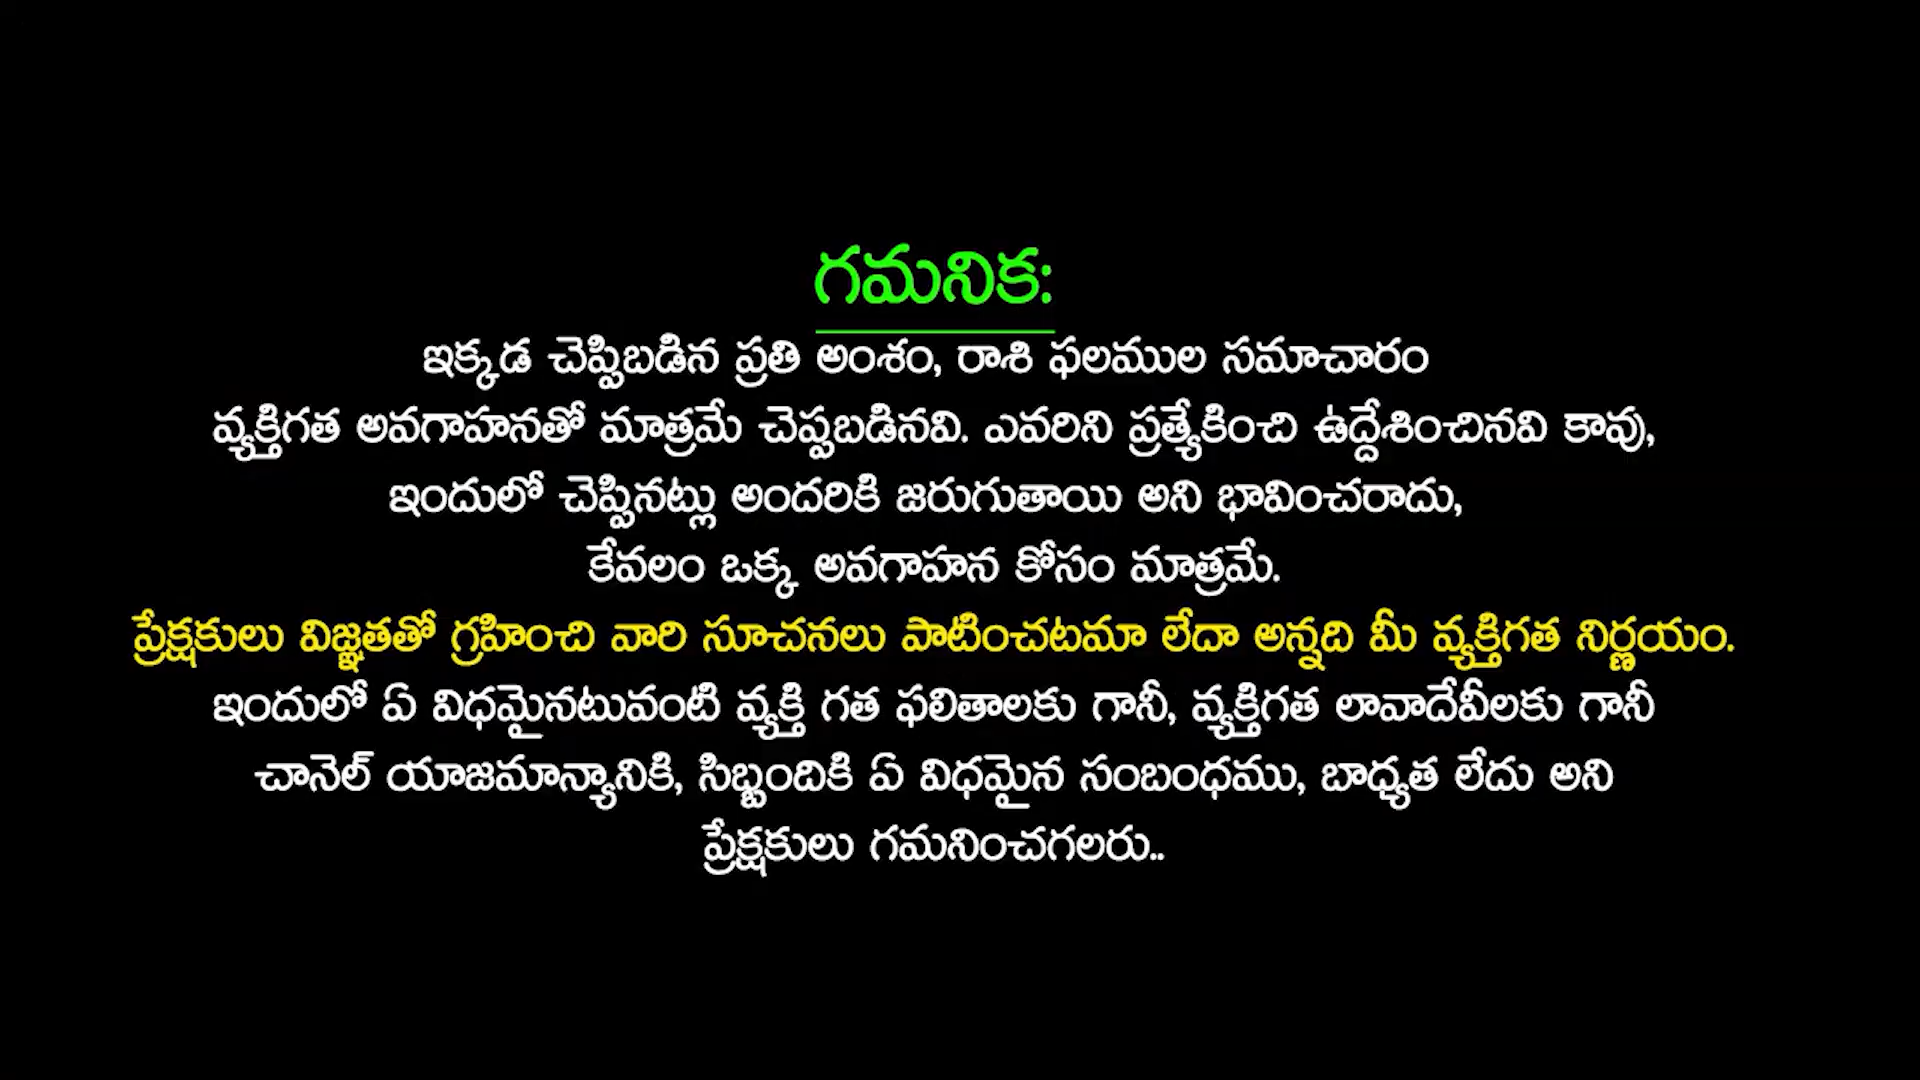 గమనిక:
ఇక్కడ చెప్పిబడిన ప్రతి అంశం, రాశి ఫలముల సమాచారం
వ్యక్తిగత అవగాహనతో మాత్రమే చెప్పబడినవి. ఎవరిని ప్రత్యేకించి ఉద్దేశించినవి కావు,
ఇందులో చెప్పినట్లు అందరికి జరుగుతాయి అని భావించరాదు,
కేవలం ఒక్క అవగాహన కోసం మాత్రమే.
ప్రేక్షకులు విజ్ఞతతో గ్రహించి వారి సూచనలు పాటించటమా లేదా అన్నది మీ వ్యక్తిగత నిర్ణయం.
ఇందులో ఏ విధమైనటువంటి వ్యక్తి గత ఫలితాలకు గానీ, వ్యక్తిగత లావాదేవీలకు గానీ
చానెల్ యాజమాన్యానికి, సిబ్బందికి ఏ విధమైన సంబంధము, బాధ్యత లేదు అని
ప్రేక్షకులు గమనించగలరు..